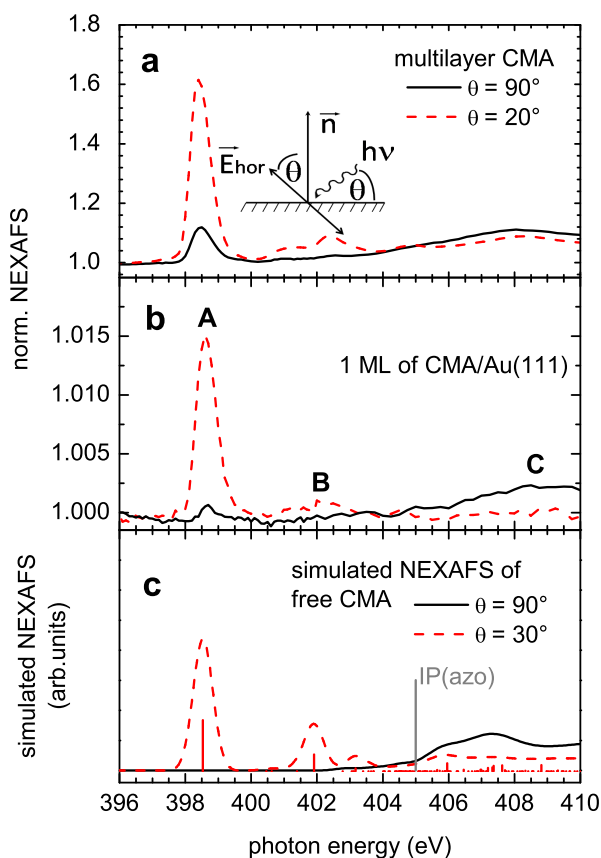 1.8
a
multilayer CMA
θ = 90°
θ = 20°
1.6
1.4
1.2
1.0
n
E hor
θ
hν
θ
norm. NEXAFS
b
A
1.015
1 ML of CMA/Au(111)
1.010
1.005
B
C
1.000
c
simulated NEXAFS of
free CMA
θ = 90°
θ = 30°
IP(azo)
simulated NEXAFS
(arb.units)
396 398 400 402 404 406 408 410
photon energy (eV)